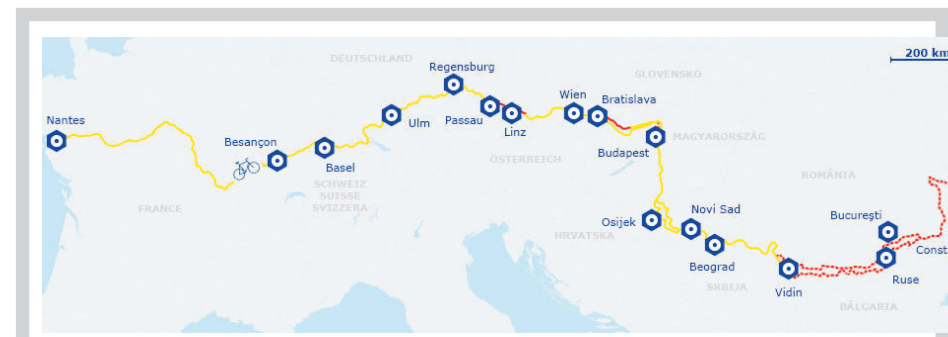 200 km
DEUTSCHLAND
Regensburg
SLOVENSKO
Nantes
Wien
Bratislava
Passau
Linz
Ulm
Besançon
Basel
Budapest
MAGYARORSZÁG
ÖSTERREICH
SCHWEIZ
SUISSE
SVIZZERA
ROMÂNIA
FRANCE
Novi Sad
Osijek
București
HRVATSKA
Consta
Beograd
Ruse
SRBIJA
Vidin
BĂLGARIA